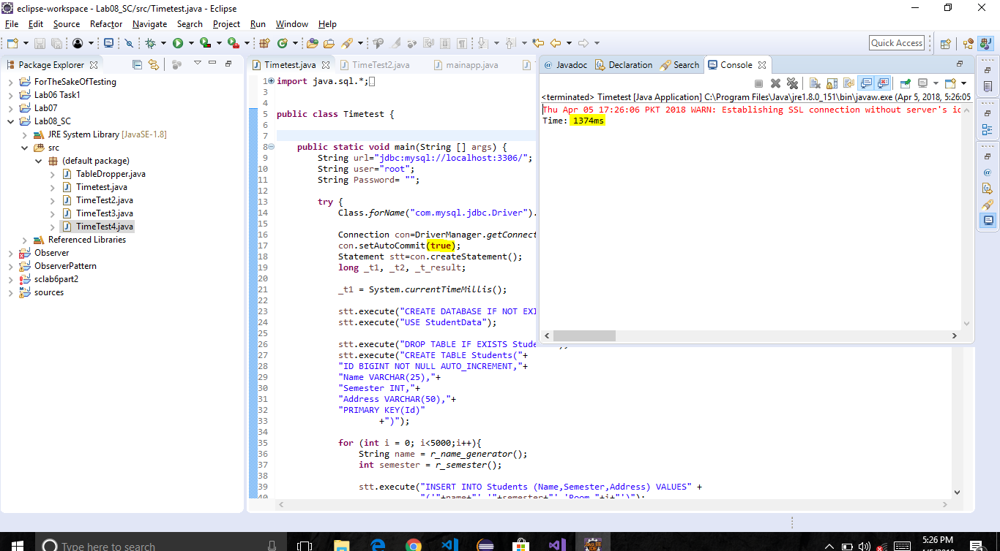 eclipse-workspace - Lab08_SC/src/Timetest.java - Eclipse
File Edit Source Refactor Navigate Search Project Run Window Help
Quick Access
Package Explorer
ForTheSakeOfTesting
Lab06 Task1
Lab07
Lab08_SC
JRE System Library [JavaSE-1.8]
src
(default package)
TableDropper.java
Timetest.java
TimeTest2.java
TimeTest3.java
TimeTest4.java
Referenced Libraries
Observer
ObserverPattern
sclab6part2
sources
Timetest.java TimeTest2.java mainapp.java
1 import java.sql.*;
3
4
5 public class Timetest {
6
7
8 public static void main(String [] args) {
9 String url="jdbc:mysql://localhost:3306/";
10 String user="root";
11 String Password= "";
12
13 try {
14 Class.forName("com.mysql.jdbc.Driver").
15
16 Connection con=DriverManager.getConnect
17 con.setAutoCommit(true);
18 Statement stt=con.createStatement();
19 long _t1, _t2, _t_result;
20
21 _t1 = System.currentTimeMillis();
22
23 stt.execute("CREATE DATABASE IF NOT EXI
24 stt.execute("USE StudentData");
25
26 stt.execute("DROP TABLE IF EXISTS Stude
27 stt.execute("CREATE TABLE Students("+
28 "ID BIGINT NOT NULL AUTO_INCREMENT,"+
29 "Name VARCHAR(25),"+
30 "Semester INT,"+
31 "Address VARCHAR(50),"+
32 "PRIMARY KEY(Id)"
33 +")");
34
35 for (int i = 0; i<5000;i++){
36 String name = r_name_generator();
37 int semester = r_semester();
38
39 stt.execute("INSERT INTO Students (Name,Semester,Address) VALUES" +
40 "('"+name+"','"+semester+"','Room "+i+"')");
@ Javadoc Declaration Search Console
<terminated> Timetest [Java Application] C:\Program Files\Java\jre1.8.0_151\bin\javaw.exe (Apr 5, 2018, 5:26:05
Thu Apr 05 17:26:06 PKT 2018 WARN: Establishing SSL connection without server's id
Time: 1374ms
Type here to search
5:26 PM